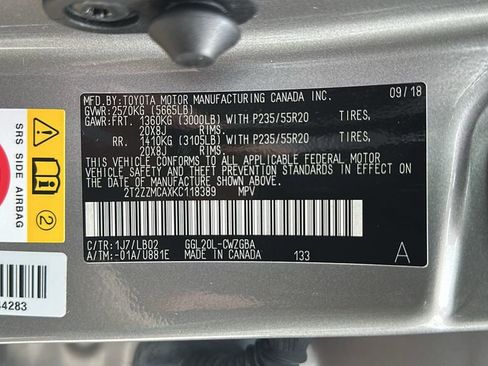 MFD.BY:TOYOTA MOTOR MANUFACTURING CANADA INC. 09/18
GVWR:2570KG (5665LB)
GAWR:FRT. 1360KG (3000LB) WITH P235/55R20 TIRES,
20X8J RIMS.
RR. 1410KG (3105LB) WITH P235/55R20 TIRES,
20X8J RIMS.
THIS VEHICLE CONFORMS TO ALL APPLICABLE FEDERAL MOTOR
VEHICLE SAFETY AND THEFT PREVENTION STANDARDS IN EFFECT
ON THE DATE OF MANUFACTURE SHOWN ABOVE.
2T2ZZMCAXKC118389 MPV
C/TR:1J7/LB02 GGL20L-CWZGBA
A/TM:-01A/U881E MADE IN CANADA 133 A
SRS SIDE AIRBAG
2
4283